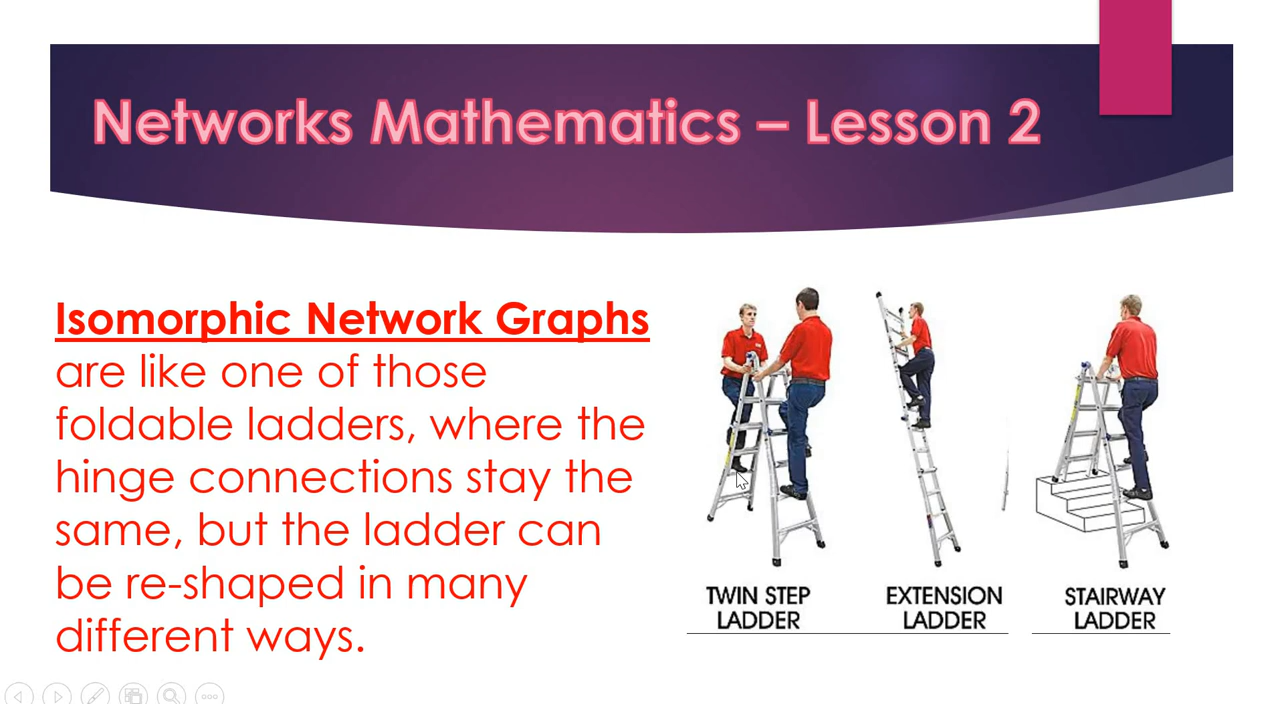 Networks Mathematics – Lesson 2
Isomorphic Network Graphs
are like one of those
foldable ladders, where the
hinge connections stay the
same, but the ladder can
be re-shaped in many
different ways.
TWIN STEP
LADDER
EXTENSION
LADDER
STAIRWAY
LADDER